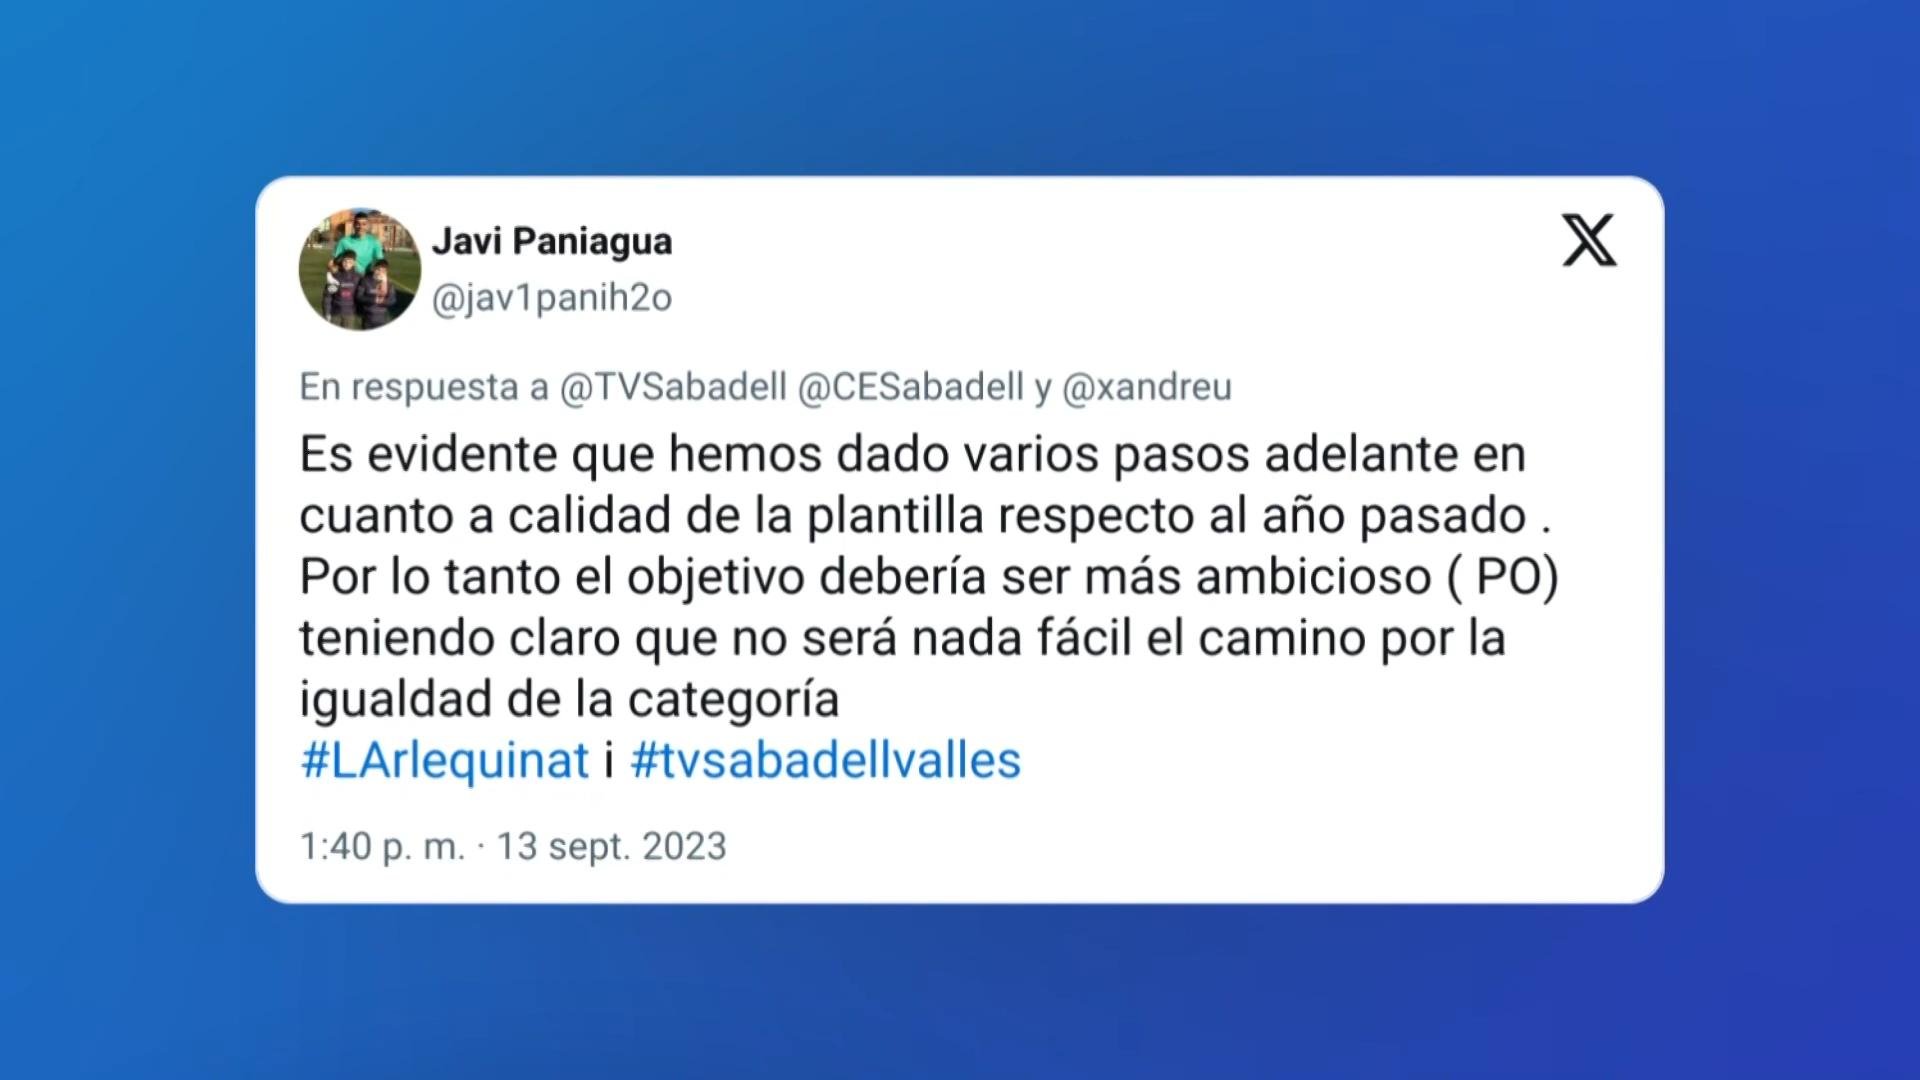 Javi Paniagua
@jav1panih2o
En respuesta a @TVSabadell @CESabadell y @xandreu
Es evidente que hemos dado varios pasos adelante en
cuanto a calidad de la plantilla respecto al año pasado .
Por lo tanto el objetivo debería ser más ambicioso ( PO)
teniendo claro que no será nada fácil el camino por la
igualdad de la categoría
#LArlequinat i #tvsabadellvalles
1:40 p. m. · 13 sept. 2023